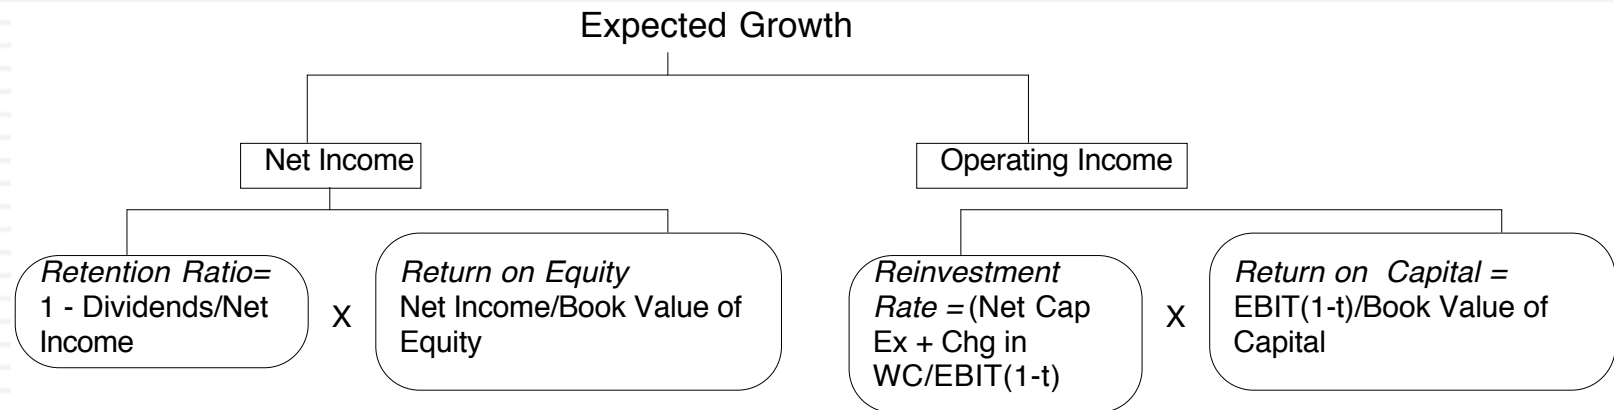 Expected Growth
Net Income
Operating Income
Retention Ratio=
1 - Dividends/Net
Income
X
Return on Equity
Net Income/Book Value of
Equity
Reinvestment
Rate = (Net Cap
Ex + Chg in
WC/EBIT(1-t)
X
Return on Capital =
EBIT(1-t)/Book Value of
Capital